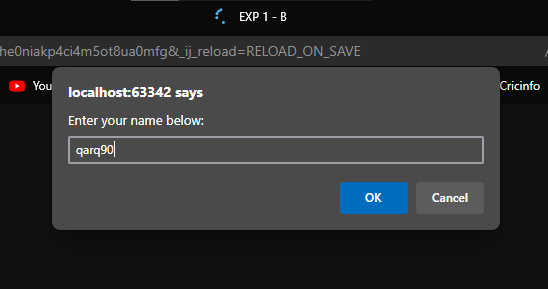 EXP 1 - B
he0niakp4ci4m5ot8ua0mfg&_ij_reload=RELOAD_ON_SAVE
You
Cricinfo
localhost:63342 says
Enter your name below:
qarq90
OK
Cancel